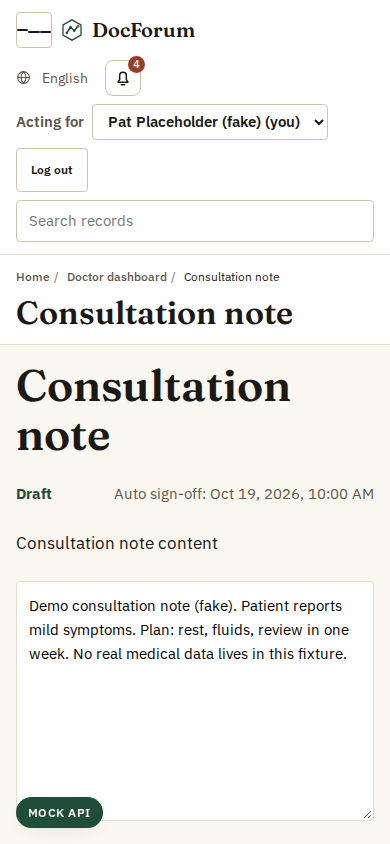 DocForum
English
4
Acting for
Pat Placeholder (fake) (you)
Log out
Search records
Home / Doctor dashboard / Consultation note
Consultation note
Consultation
note
Draft
Auto sign-off: Oct 19, 2026, 10:00 AM
Consultation note content
Demo consultation note (fake). Patient reports
mild symptoms. Plan: rest, fluids, review in one
week. No real medical data lives in this fixture.
MOCK API